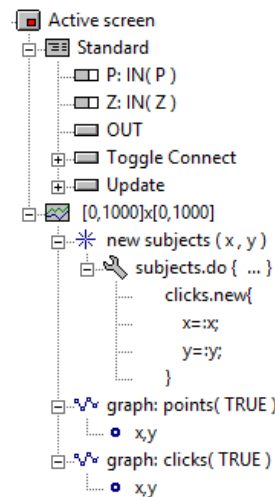 Active screen
Standard
P: IN( P )
Z: IN( Z )
OUT
Toggle Connect
Update
[0,1000]x[0,1000]
new subjects ( x , y )
subjects.do { ... }
clicks.new{
x=:x;
y=:y;
}
graph: points( TRUE )
x,y
graph: clicks( TRUE )
x,y